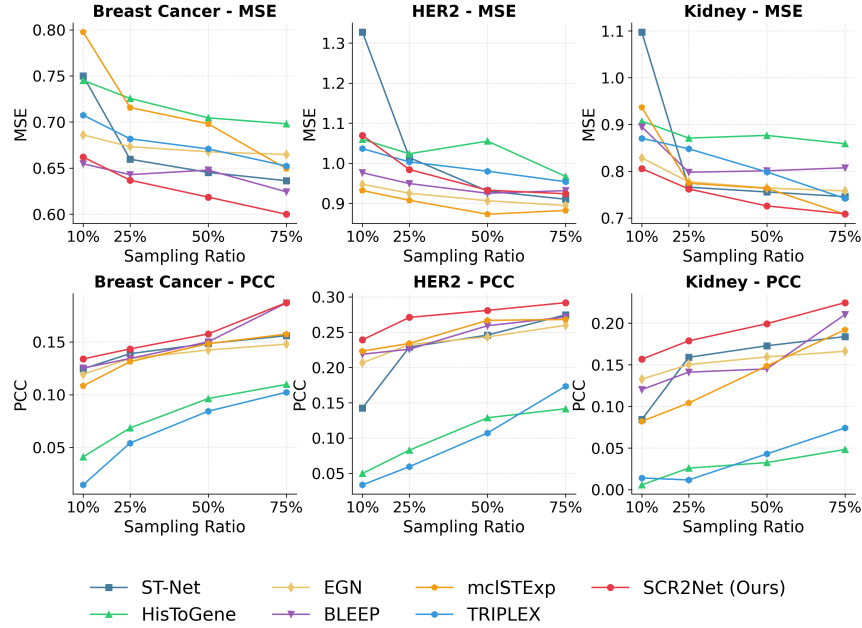 Breast Cancer - MSE
HER2 - MSE
Kidney - MSE
MSE
0.80
0.75
0.70
0.65
0.60
10% 25% 50% 75%
Sampling Ratio
MSE
1.3
1.2
1.1
1.0
0.9
10% 25% 50% 75%
Sampling Ratio
MSE
1.1
1.0
0.9
0.8
0.7
10% 25% 50% 75%
Sampling Ratio
Breast Cancer - PCC
HER2 - PCC
Kidney - PCC
PCC
0.15
0.10
0.05
10% 25% 50% 75%
Sampling Ratio
PCC
0.30
0.25
0.20
0.15
0.10
0.05
10% 25% 50% 75%
Sampling Ratio
PCC
0.20
0.15
0.10
0.05
0.00
10% 25% 50% 75%
Sampling Ratio
ST-Net
HisToGene
EGN
BLEEP
mclSTExp
TRIPLEX
SCR2Net (Ours)